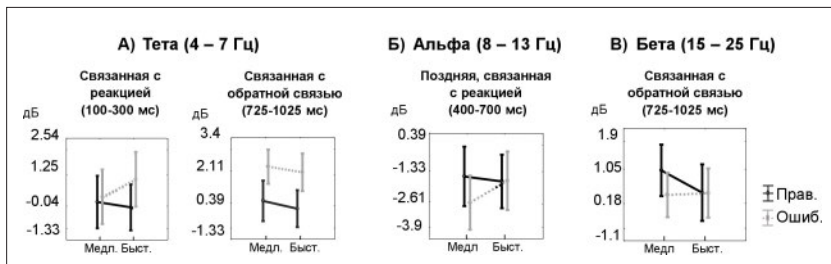 А) Тета (4 – 7 Гц)
Б) Альфа (8 – 13 Гц)
В) Бета (15 – 25 Гц)
Связанная с
реакцией
(100-300 мс)
Связанная с
обратной связью
(725-1025 мс)
Поздняя, связанная
с реакцией
(400-700 мс)
Связанная с
обратной связью
(725-1025 мс)
дБ
2.54
1.25
-0.04
-1.33
Медл. Быст.
дБ
3.4
2.11
0.39
-1.33
Медл. Быст.
дБ
0.39
-1.33
-2.61
-3.9
Медл Быст.
дБ
1.9
1.05
0.18
-1.1
Медл Быст.
Прав.
Ошиб.